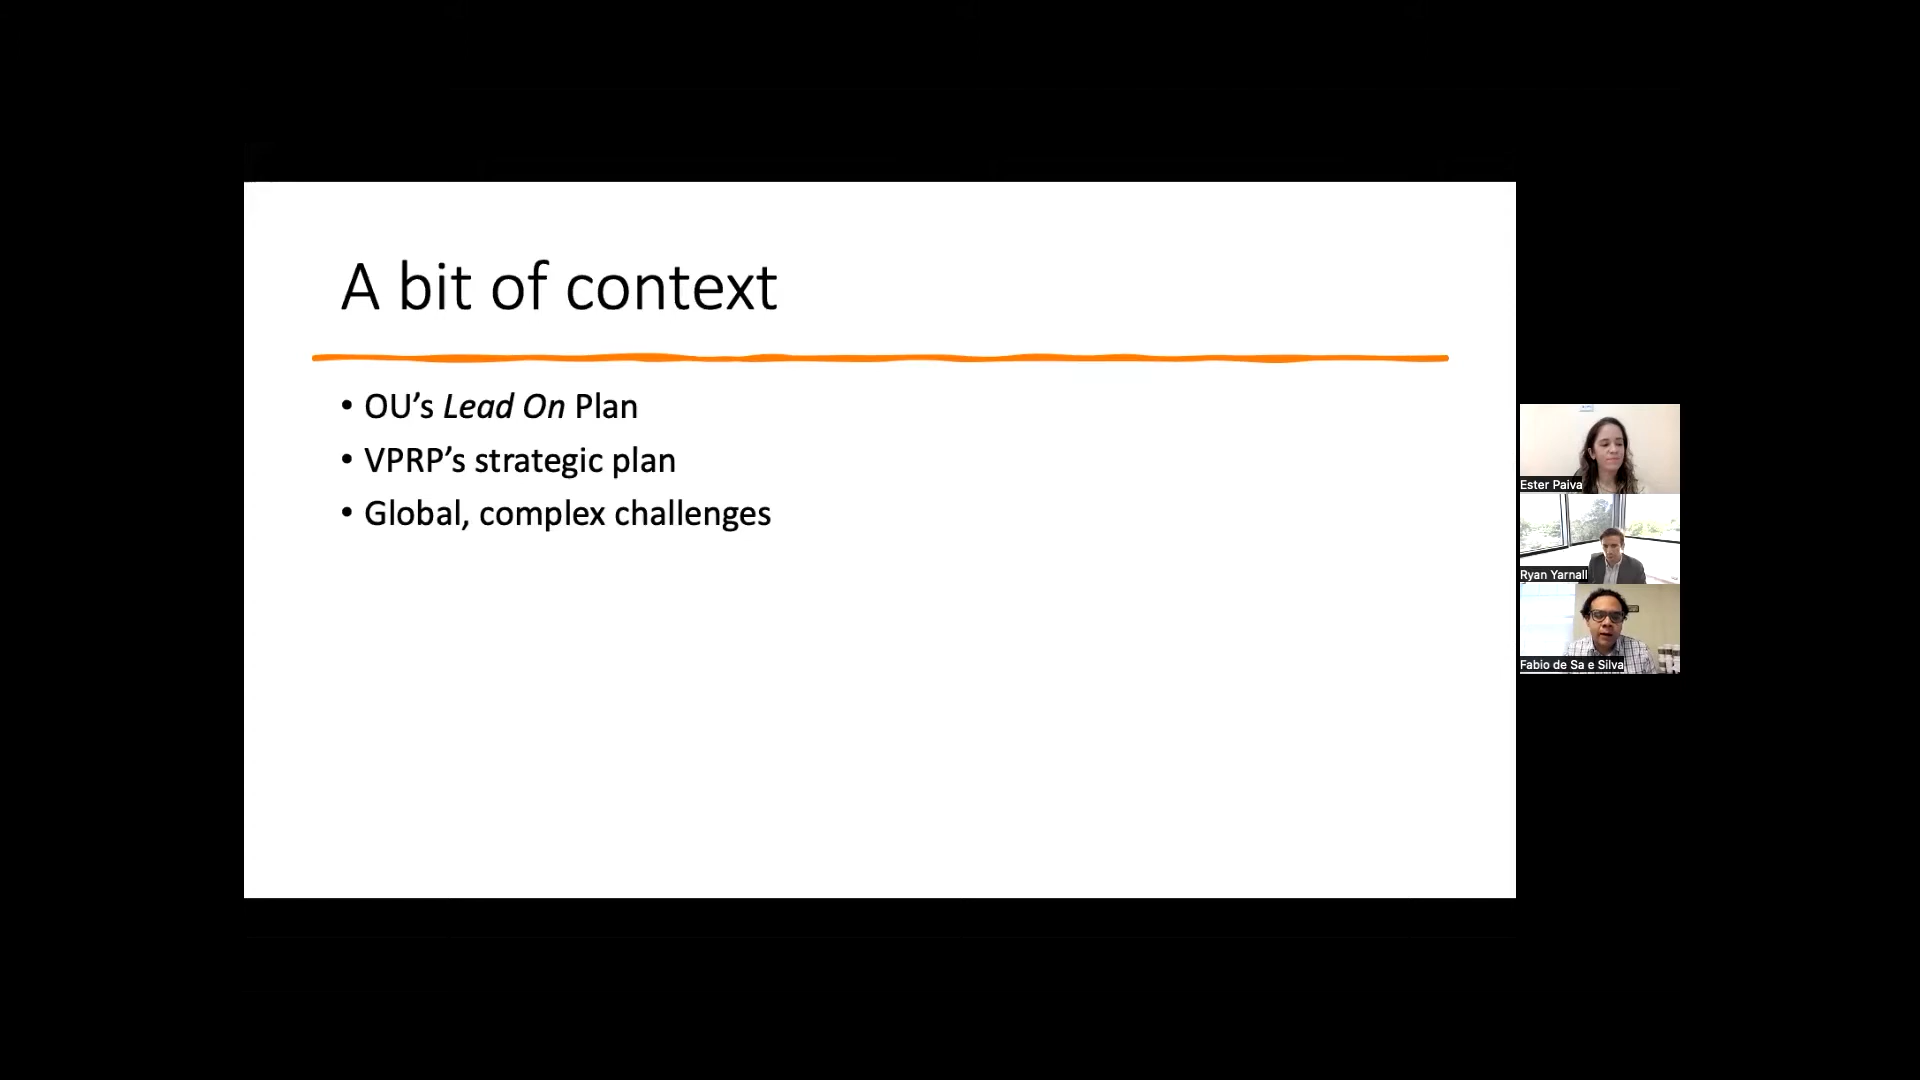 A bit of context
• OU’s Lead On Plan
• VPRP’s strategic plan
• Global, complex challenges
Ester Paiva
Ryan Yarnall
Fabio de Sa e Silva